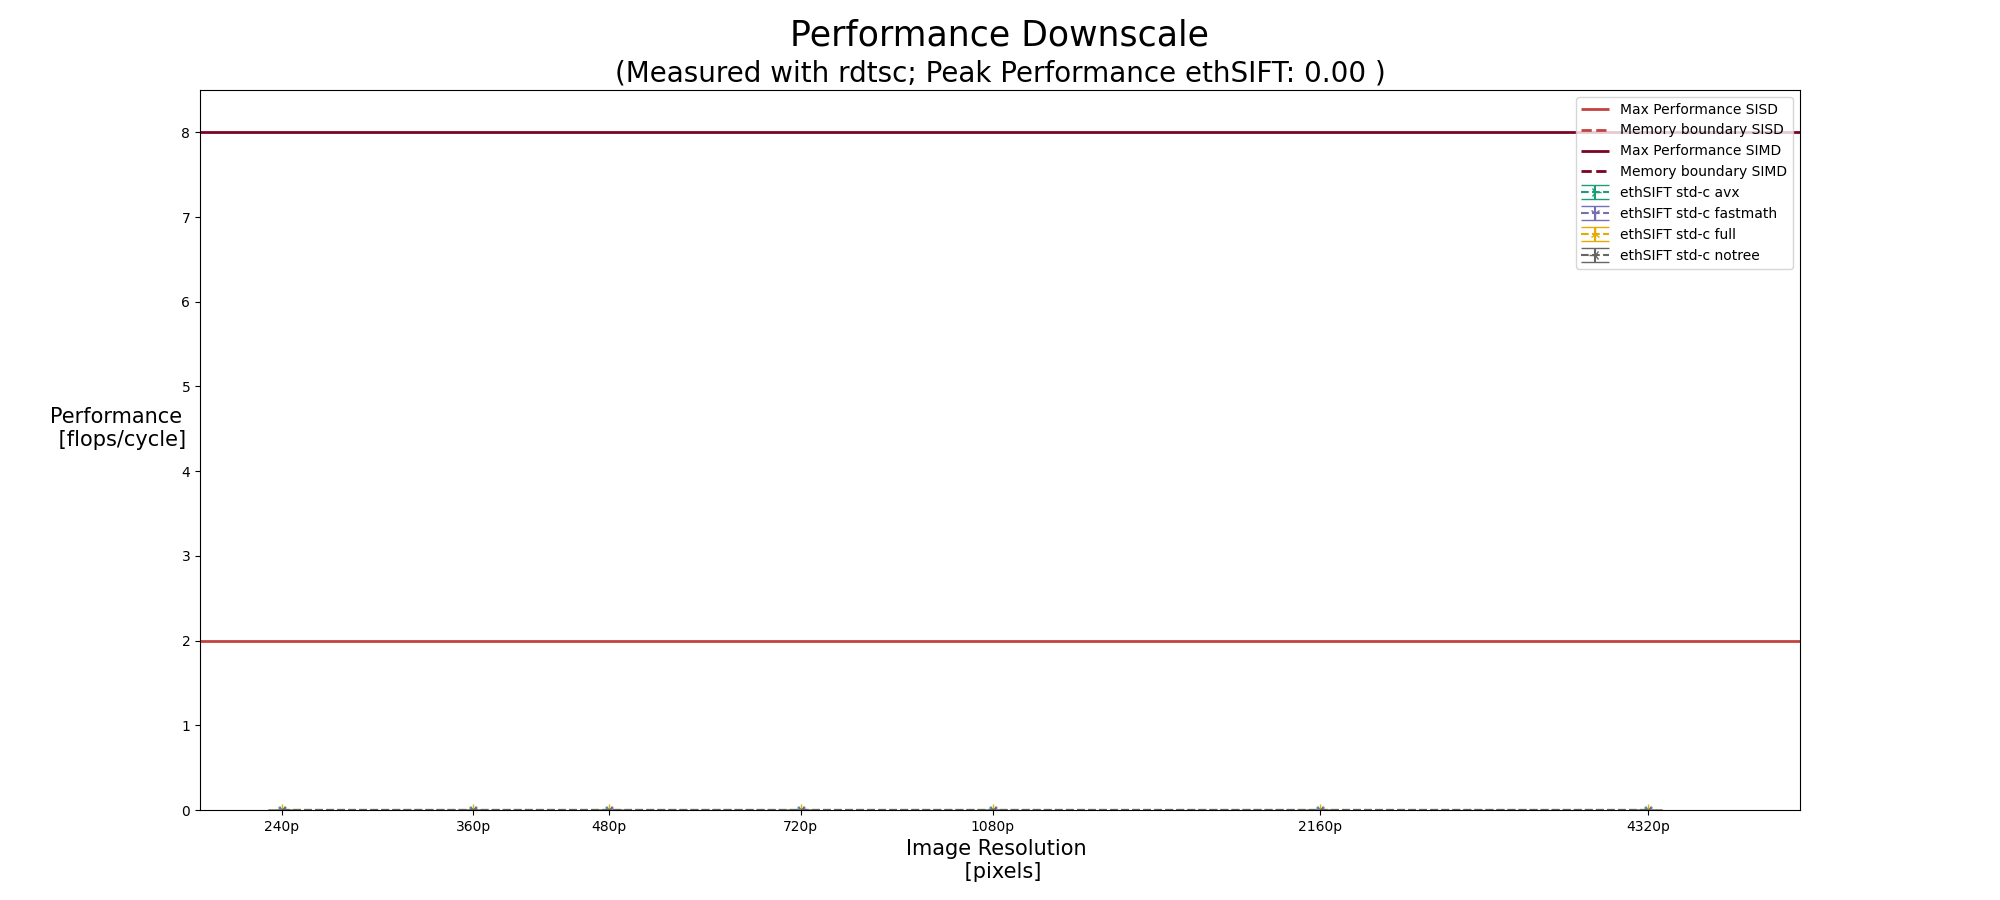 Performance Downscale
(Measured with rdtsc; Peak Performance ethSIFT: 0.00 )
Max Performance SISD
Memory boundary SISD
Max Performance SIMD
Memory boundary SIMD
ethSIFT std-c avx
ethSIFT std-c fastmath
ethSIFT std-c full
ethSIFT std-c notree
8
7
6
5
4
3
2
1
0
Performance
[flops/cycle]
240p 360p 480p 720p 1080p 2160p 4320p
Image Resolution
[pixels]